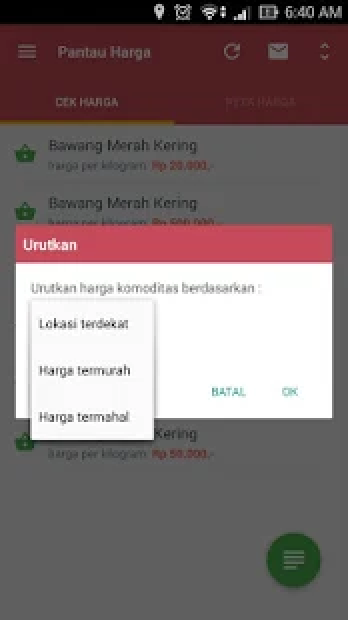 6:40 AM
Pantau Harga
CEK HARGA
PETA HARGA
Bawang Merah Kering
harga per kilogram: Rp 20.000,-
Bawang Merah Kering
harga per kilogram: Rp 500.000,-
Urutkan
Urutkan harga komoditas berdasarkan :
Lokasi terdekat
Harga termurah
Harga termahal
BATAL
OK
Kering
harga per kilogram: Rp 50.000,-